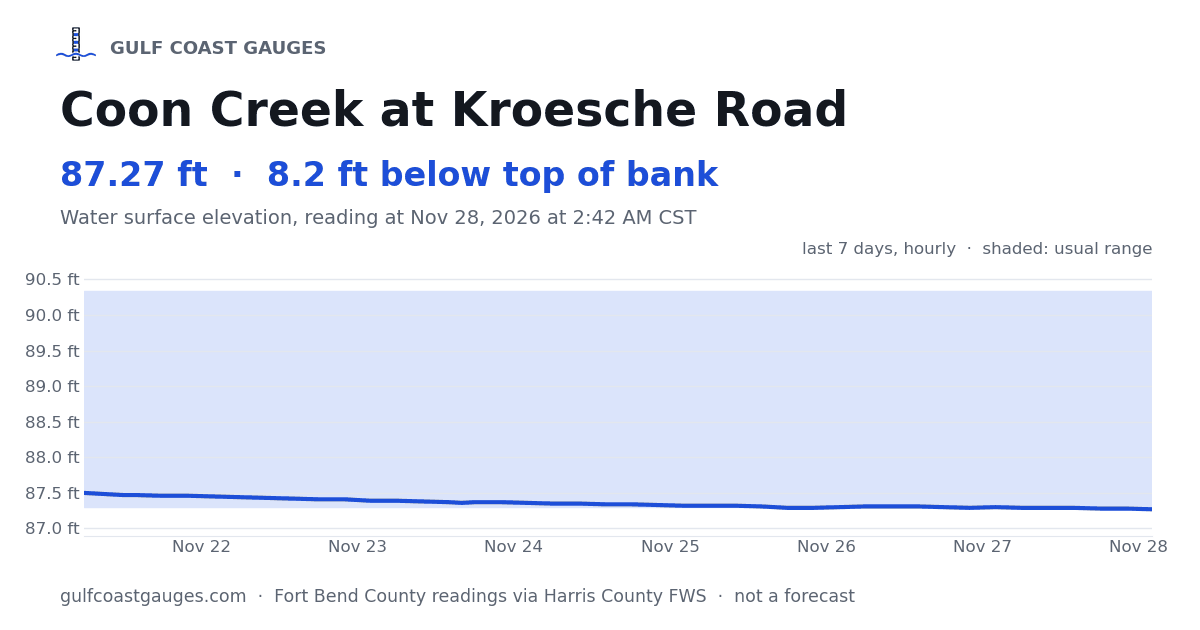 GULF COAST GAUGES
Coon Creek at Kroesche Road
87.27 ft · 8.2 ft below top of bank
Water surface elevation, reading at Nov 28, 2026 at 2:42 AM CST
last 7 days, hourly · shaded: usual range
90.5 ft
90.0 ft
89.5 ft
89.0 ft
88.5 ft
88.0 ft
87.5 ft
87.0 ft
Nov 22 Nov 23 Nov 24 Nov 25 Nov 26 Nov 27 Nov 28
gulfcoastgauges.com · Fort Bend County readings via Harris County FWS · not a forecast